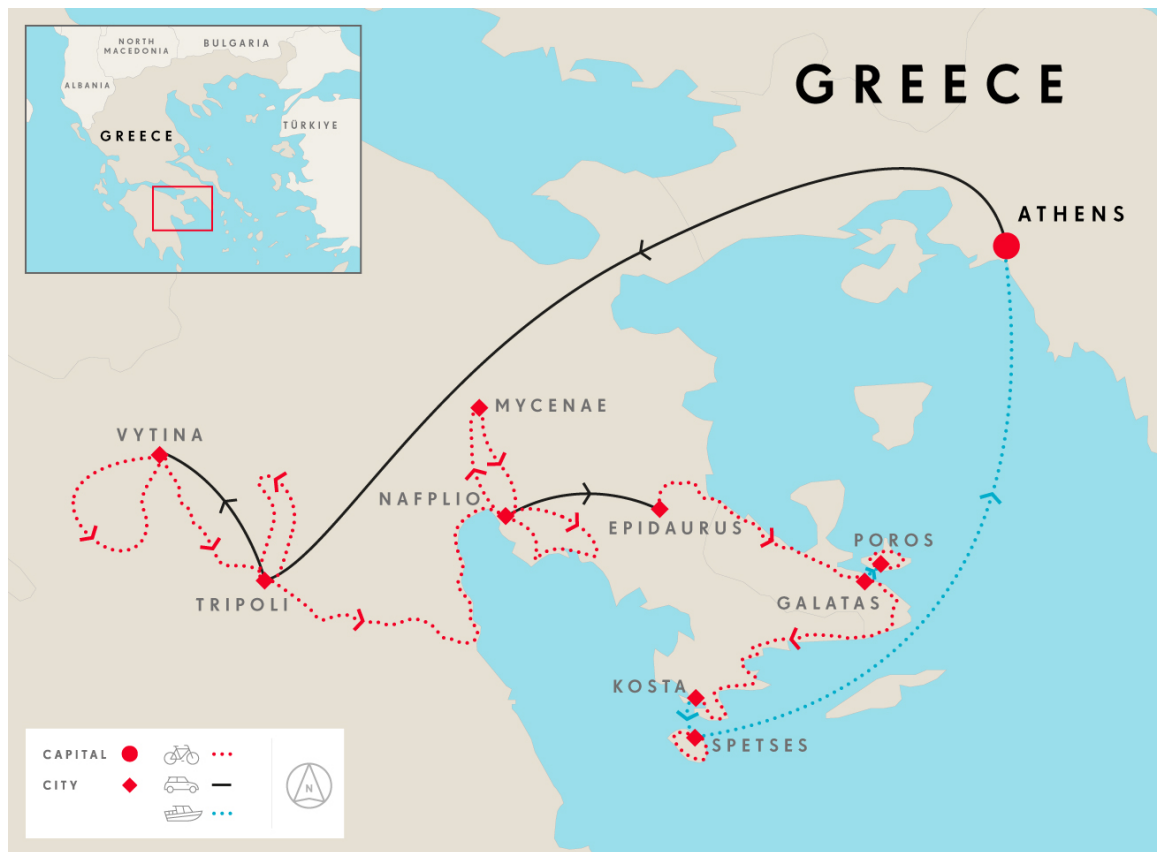 NORTH
MACEDONIA
BULGARIA
ALBANIA
GREECE
TÜRKIYE
GREECE
ATHENS
MYCENAE
VYTINA
NAFPLIO
EPIDAURUS
POROS
TRIPOLI
GALATAS
KOSTA
SPETSES
CAPITAL
CITY
N